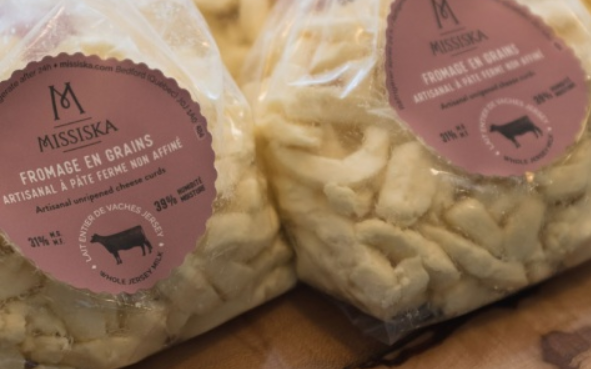 missiska.com Bedford, Québec J0J 1A0
M
MISSISKA
FROMAGE EN GRAINS
ARTISANAL À PÂTE FERME NON AFFINÉ
Artisanal unripened cheese curds
31% M.G. M.F.
39% HUMIDITÉ MOISTURE
LAIT ENTIER DE VACHES JERSEY
WHOLE JERSEY MILK
MISSISKA
FROMAGE EN GRAINS
ARTISANAL À PÂTE FERME NON AFFINÉ
Artisanal unripened cheese curds
31% M.G. M.F.
39% HUMIDITÉ MOISTURE
LAIT ENTIER DE VACHES JERSEY
WHOLE JERSEY MILK